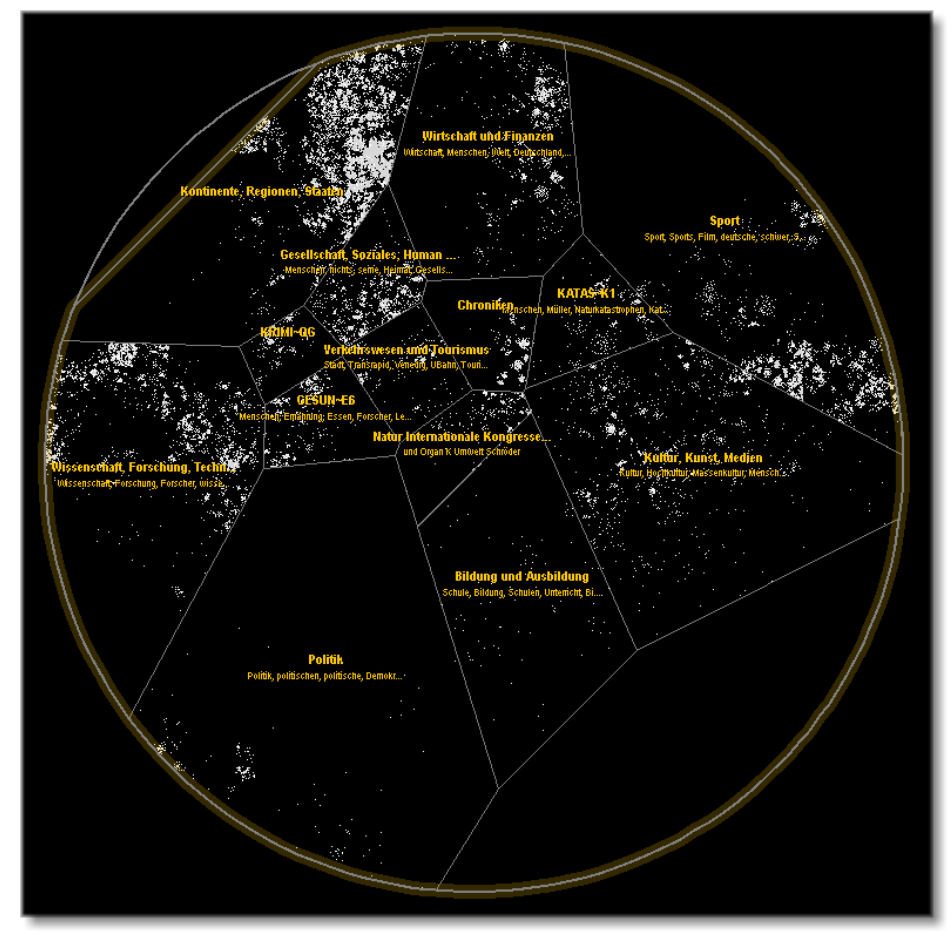 Wirtschaft und Finanzen
Wirtschaft, Menschen, Welt, Deutschland,...
Kontinente, Regionen, Staaten
Sport
Sport, Sports, Film, deutsche, schwer, S...
Gesellschaft, Soziales, Human ...
Menschen, nichts, seine, Heimat, Gesells...
KATAS~K1
Menschen, Müller, Naturkatastrophen, Kat...
Chroniken
KRIMI~QG
Verkehrswesen und Tourismus
Stadt, Transrapid, Venedig, UBahn, Touri...
GESUN~E6
Menschen, Ernährung, Essen, Forscher, Le...
Natur Internationale Kongresse...
und Organ K Umwelt Schröder
Kultur, Kunst, Medien
Kultur, Hochkultur, Massenkultur, Mensch...
Wissenschaft, Forschung, Techn...
Wissenschaft, Forschung, Forscher, wisse...
Bildung und Ausbildung
Schule, Bildung, Schulen, Unterricht, Bi...
Politik
Politik, politischen, politische, Demokr...